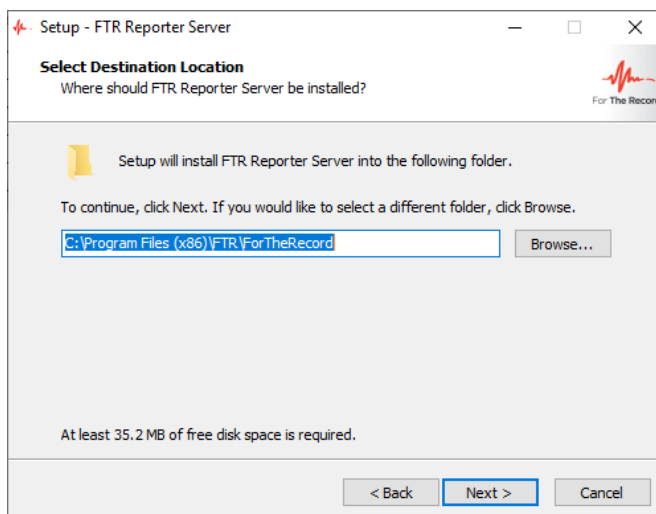 Setup - FTR Reporter Server
Select Destination Location
Where should FTR Reporter Server be installed?
For The Recor
Setup will install FTR Reporter Server into the following folder.
To continue, click Next. If you would like to select a different folder, click Browse.
C:\Program Files (x86)\FTR\ForTheRecord
Browse...
At least 35.2 MB of free disk space is required.
< Back
Next >
Cancel